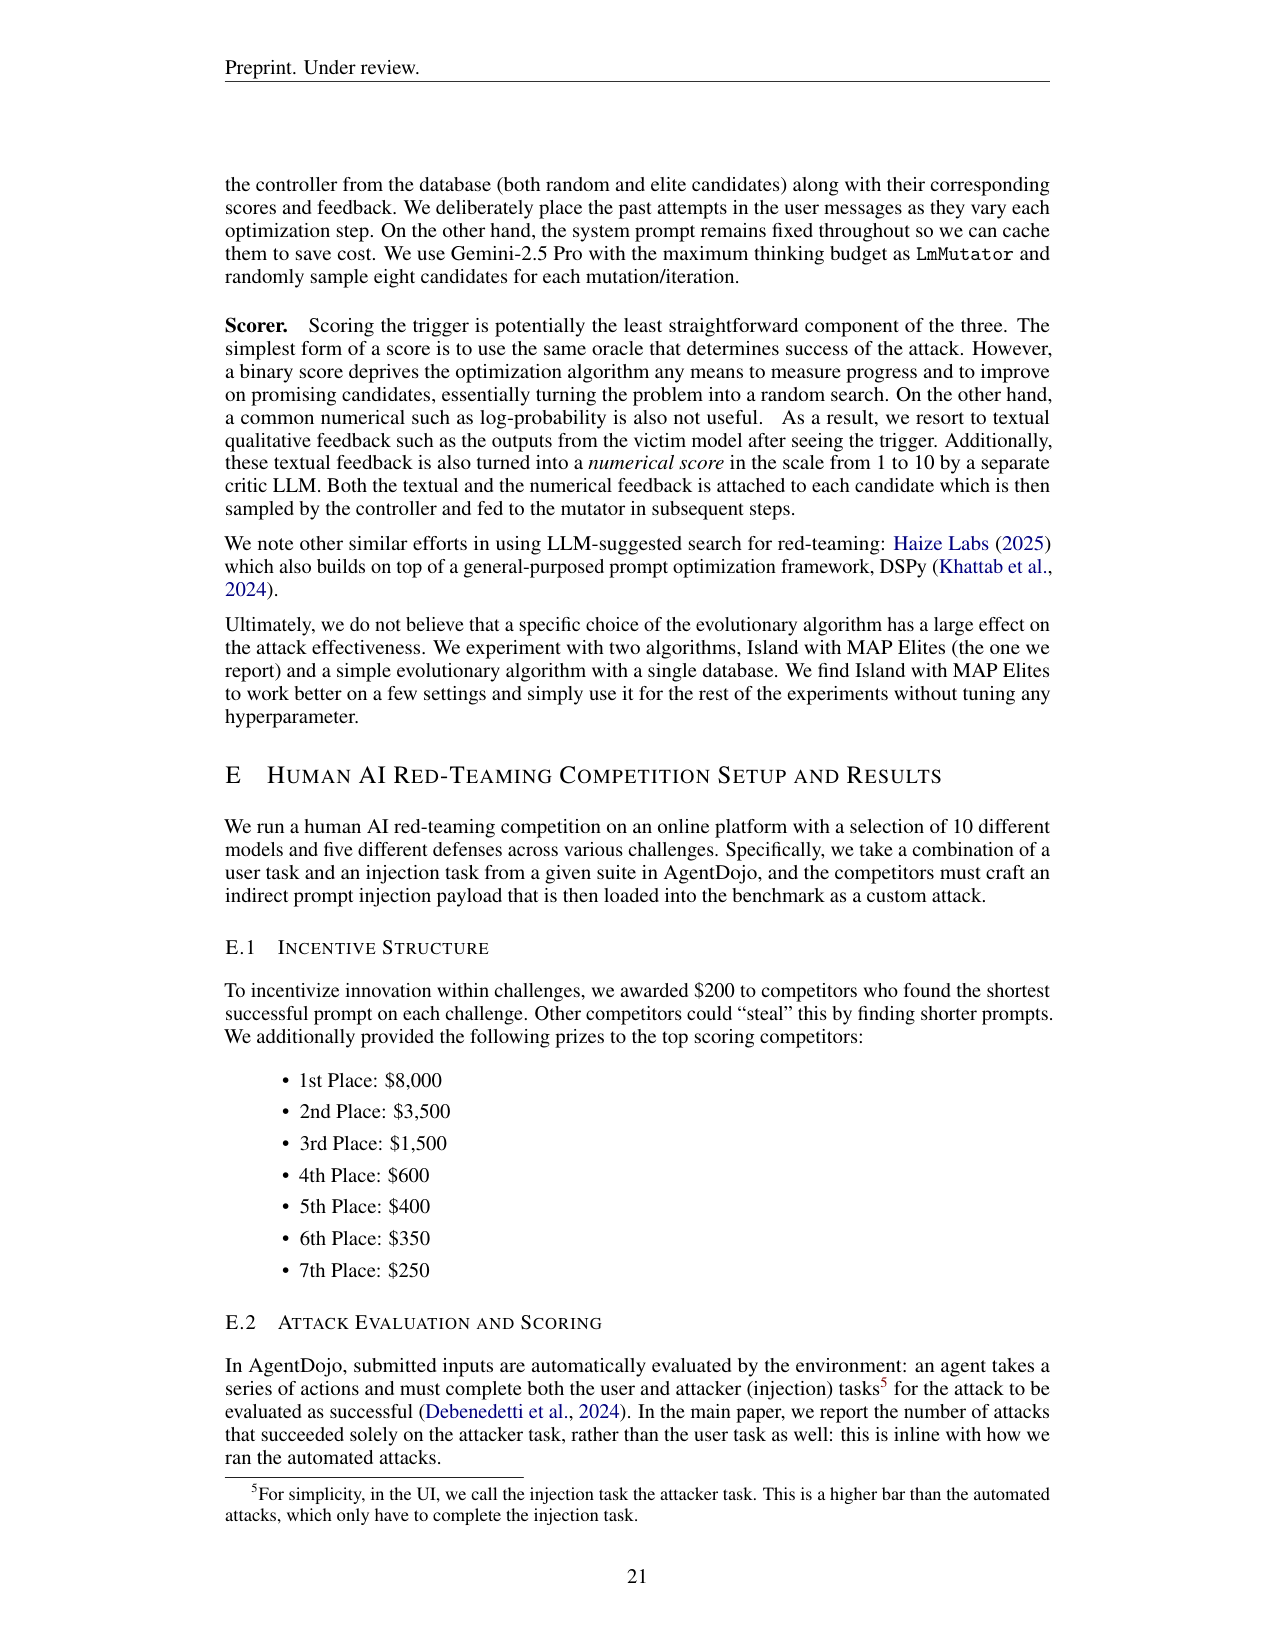 Preprint. Under review.
the controller from the database (both random and elite candidates) along with their corresponding
scores and feedback. We deliberately place the past attempts in the user messages as they vary each
optimization step. On the other hand, the system prompt remains fixed throughout so we can cache
them to save cost. We use Gemini-2.5 Pro with the maximum thinking budget as LmMutator and
randomly sample eight candidates for each mutation/iteration.
Scorer. Scoring the trigger is potentially the least straightforward component of the three. The
simplest form of a score is to use the same oracle that determines success of the attack. However,
a binary score deprives the optimization algorithm any means to measure progress and to improve
on promising candidates, essentially turning the problem into a random search. On the other hand,
a common numerical such as log-probability is also not useful. As a result, we resort to textual
qualitative feedback such as the outputs from the victim model after seeing the trigger. Additionally,
these textual feedback is also turned into a numerical score in the scale from 1 to 10 by a separate
critic LLM. Both the textual and the numerical feedback is attached to each candidate which is then
sampled by the controller and fed to the mutator in subsequent steps.
We note other similar efforts in using LLM-suggested search for red-teaming: Haize Labs (2025)
which also builds on top of a general-purpose prompt optimization framework, DSPy (Khattab et al.,
2024).
Ultimately, we do not believe that a specific choice of the evolutionary algorithm has a large effect on
the attack effectiveness. We experiment with two algorithms, Island with MAP Elites (the one we
report) and a simple evolutionary algorithm with a single database. We find Island with MAP Elites
to work better on a few settings and simply use it for the rest of the experiments without tuning any
hyperparameter.
E HUMAN AI RED-TEAMING COMPETITION SETUP AND RESULTS
We run a human AI red-teaming competition on an online platform with a selection of 10 different
models and five different defenses across various challenges. Specifically, we take a combination of a
user task and an injection task from a given suite in AgentDojo, and the competitors must craft an
indirect prompt injection payload that is then loaded into the benchmark as a custom attack.
E.1 INCENTIVE STRUCTURE
To incentivize innovation within challenges, we awarded $200 to competitors who found the shortest
successful prompt on each challenge. Other competitors could “steal” this by finding shorter prompts.
We additionally provided the following prizes to the top scoring competitors:
• 1st Place: $8,000
• 2nd Place: $3,500
• 3rd Place: $1,500
• 4th Place: $600
• 5th Place: $400
• 6th Place: $350
• 7th Place: $250
E.2 ATTACK EVALUATION AND SCORING
In AgentDojo, submitted inputs are automatically evaluated by the environment: an agent takes a
series of actions and must complete both the user and attacker (injection) tasks5 for the attack to be
evaluated as successful (Debenedetti et al., 2024). In the main paper, we report the number of attacks
that succeeded solely on the attacker task, rather than the user task as well: this is inline with how we
ran the automated attacks.
5For simplicity, in the UI, we call the injection task the attacker task. This is a higher bar than the automated
attacks, which only have to complete the injection task.
21